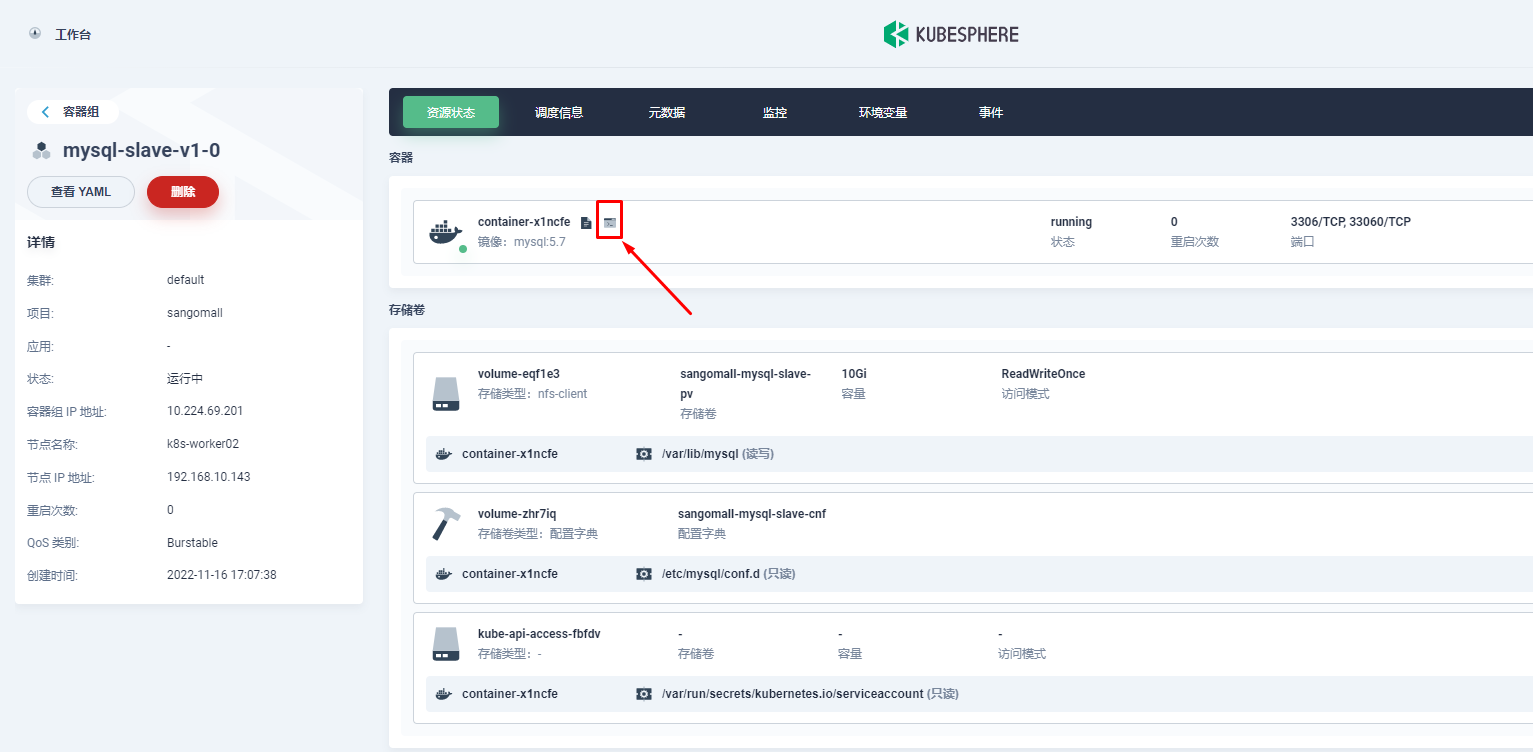 工作台
KUBESPHERE
容器组
mysql-slave-v1-0
查看 YAML
删除
详情
集群: default
项目: sangomall
应用: -
状态: 运行中
容器组 IP 地址: 10.224.69.201
节点名称: k8s-worker02
节点 IP 地址: 192.168.10.143
重启次数: 0
QoS 类别: Burstable
创建时间: 2022-11-16 17:07:38
资源状态 调度信息 元数据 监控 环境变量 事件
容器
container-x1ncfe running 0 3306/TCP, 33060/TCP
镜像：mysql:5.7 状态 重启次数 端口
存储卷
volume-eqf1e3 sangomall-mysql-slave- 10Gi ReadWriteOnce
存储类型：nfs-client pv 容量 访问模式
存储卷
container-x1ncfe /var/lib/mysql (读写)
volume-zhr7iq sangomall-mysql-slave-cnf
存储卷类型：配置字典 配置字典
container-x1ncfe /etc/mysql/conf.d (只读)
kube-api-access-fbfdv - - -
存储类型：- 存储卷 容量 访问模式
container-x1ncfe /var/run/secrets/kubernetes.io/serviceaccount (只读)